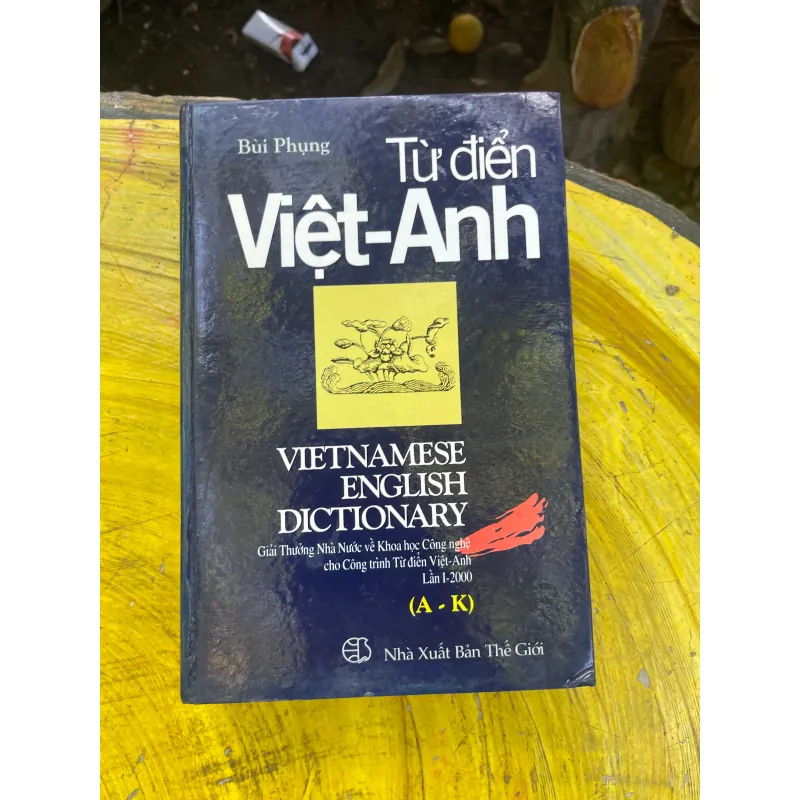 Bùi Phụng
Từ điển
Việt-Anh
VIETNAMESE
ENGLISH
DICTIONARY
Giải Thưởng Nhà Nước về Khoa học Công nghệ
cho Công trình Từ điển Việt-Anh
Lần I-2000
(A - K)
Nhà Xuất Bản Thế Giới